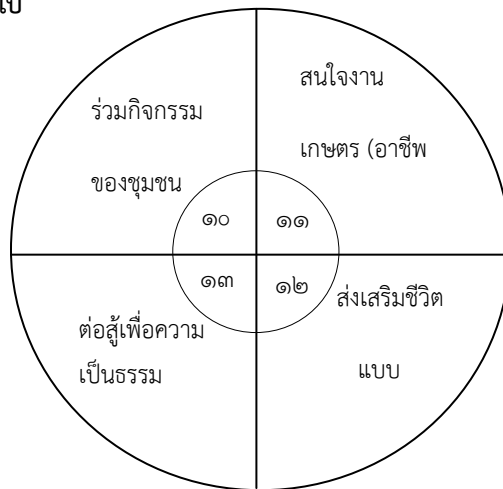 ร่วมกิจกรรม
ของชุมชน
สนใจงาน
เกษตร (อาชีพ
๑๐
๑๑
๑๓
๑๒
ต่อสู้เพื่อความ
เป็นธรรม
ส่งเสริมชีวิต
แบบ